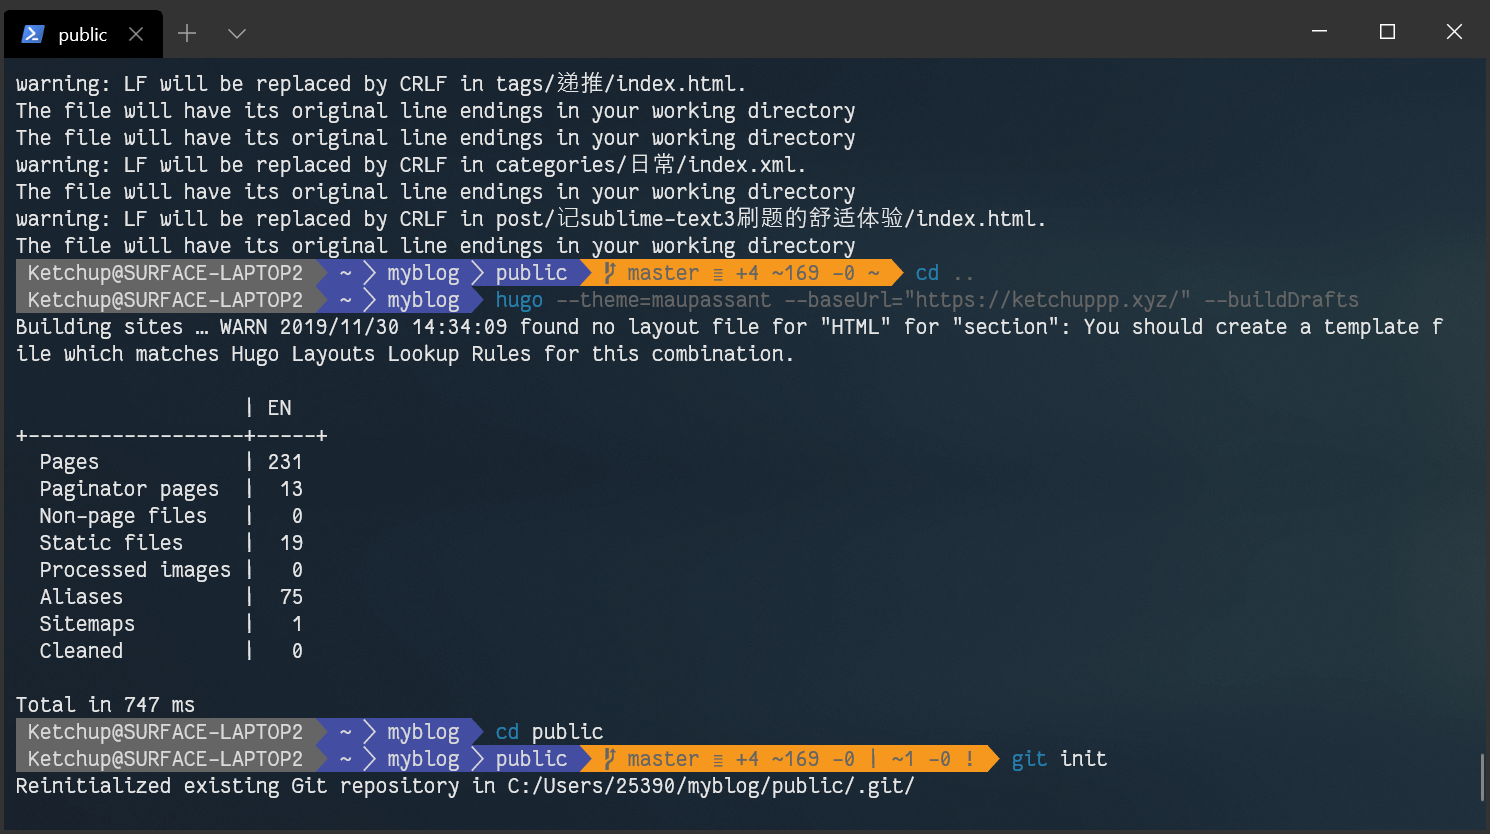 public
warning: LF will be replaced by CRLF in tags/递推/index.html.
The file will have its original line endings in your working directory
The file will have its original line endings in your working directory
warning: LF will be replaced by CRLF in categories/日常/index.xml.
The file will have its original line endings in your working directory
warning: LF will be replaced by CRLF in post/记sublime-text3刷题的舒适体验/index.html.
The file will have its original line endings in your working directory
Ketchup@SURFACE-LAPTOP2 ~ myblog public master ≡ +4 ~169 -0 ~ cd ..
Ketchup@SURFACE-LAPTOP2 ~ myblog hugo --theme=maupassant --baseUrl="https://ketchuppp.xyz/" --buildDrafts
Building sites … WARN 2019/11/30 14:34:09 found no layout file for "HTML" for "section": You should create a template f
ile which matches Hugo Layouts Lookup Rules for this combination.
| EN
+------------------+-----+
Pages | 231
Paginator pages | 13
Non-page files | 0
Static files | 19
Processed images | 0
Aliases | 75
Sitemaps | 1
Cleaned | 0
Total in 747 ms
Ketchup@SURFACE-LAPTOP2 ~ myblog cd public
Ketchup@SURFACE-LAPTOP2 ~ myblog public master ≡ +4 ~169 -0 | ~1 -0 ! git init
Reinitialized existing Git repository in C:/Users/25390/myblog/public/.git/